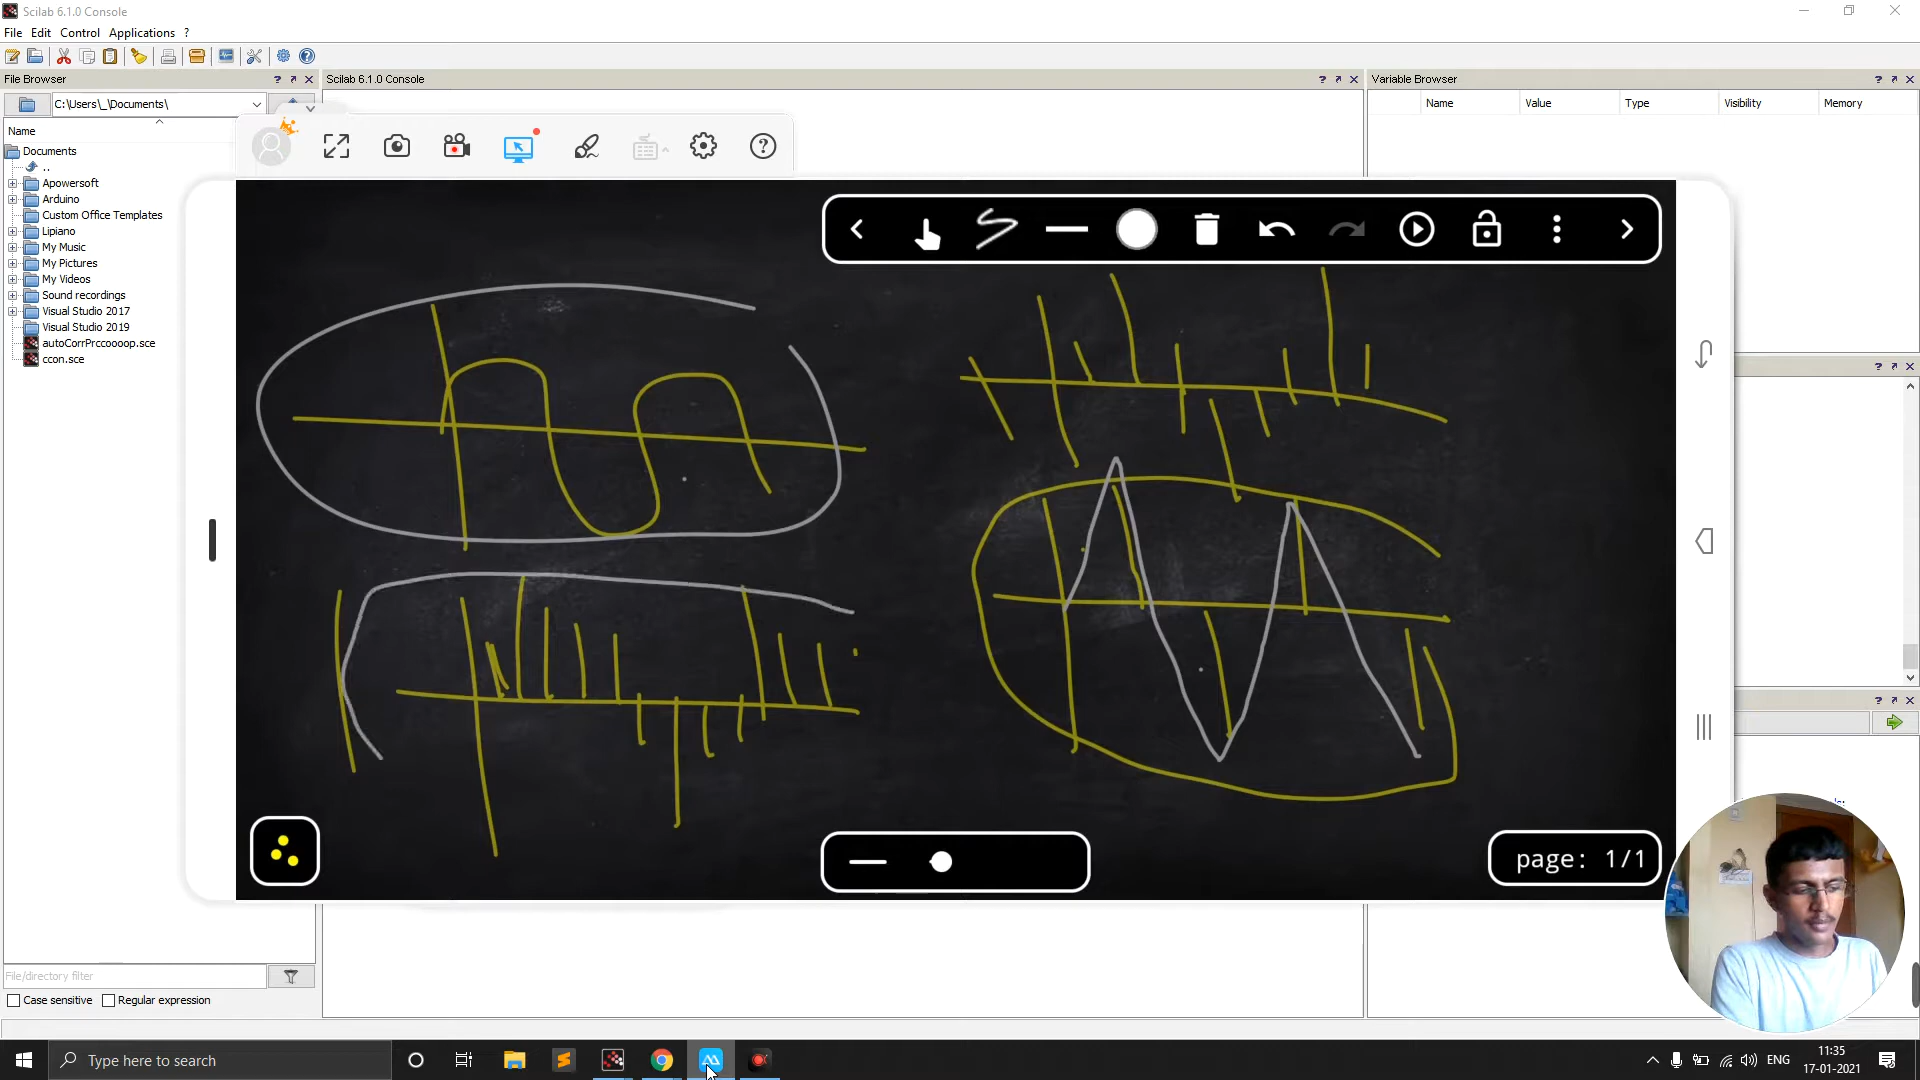 Scilab 6.1.0 Console
File Edit Control Applications ?
File Browser
? 
Scilab 6.1.0 Console
?
Variable Browser
?
C:\Users\_\Documents\
Name Value Type Visibility Memory
Name
Documents
..
Apowersoft
Arduino
Custom Office Templates
Lipiano
My Music
My Pictures
My Videos
Sound recordings
Visual Studio 2017
Visual Studio 2019
autoCorrPrccoooop.sce
ccon.sce
?
?
page: 1/1
File/directory filter
Case sensitive Regular expression
Type here to search
ENG
11:35
17-01-2021